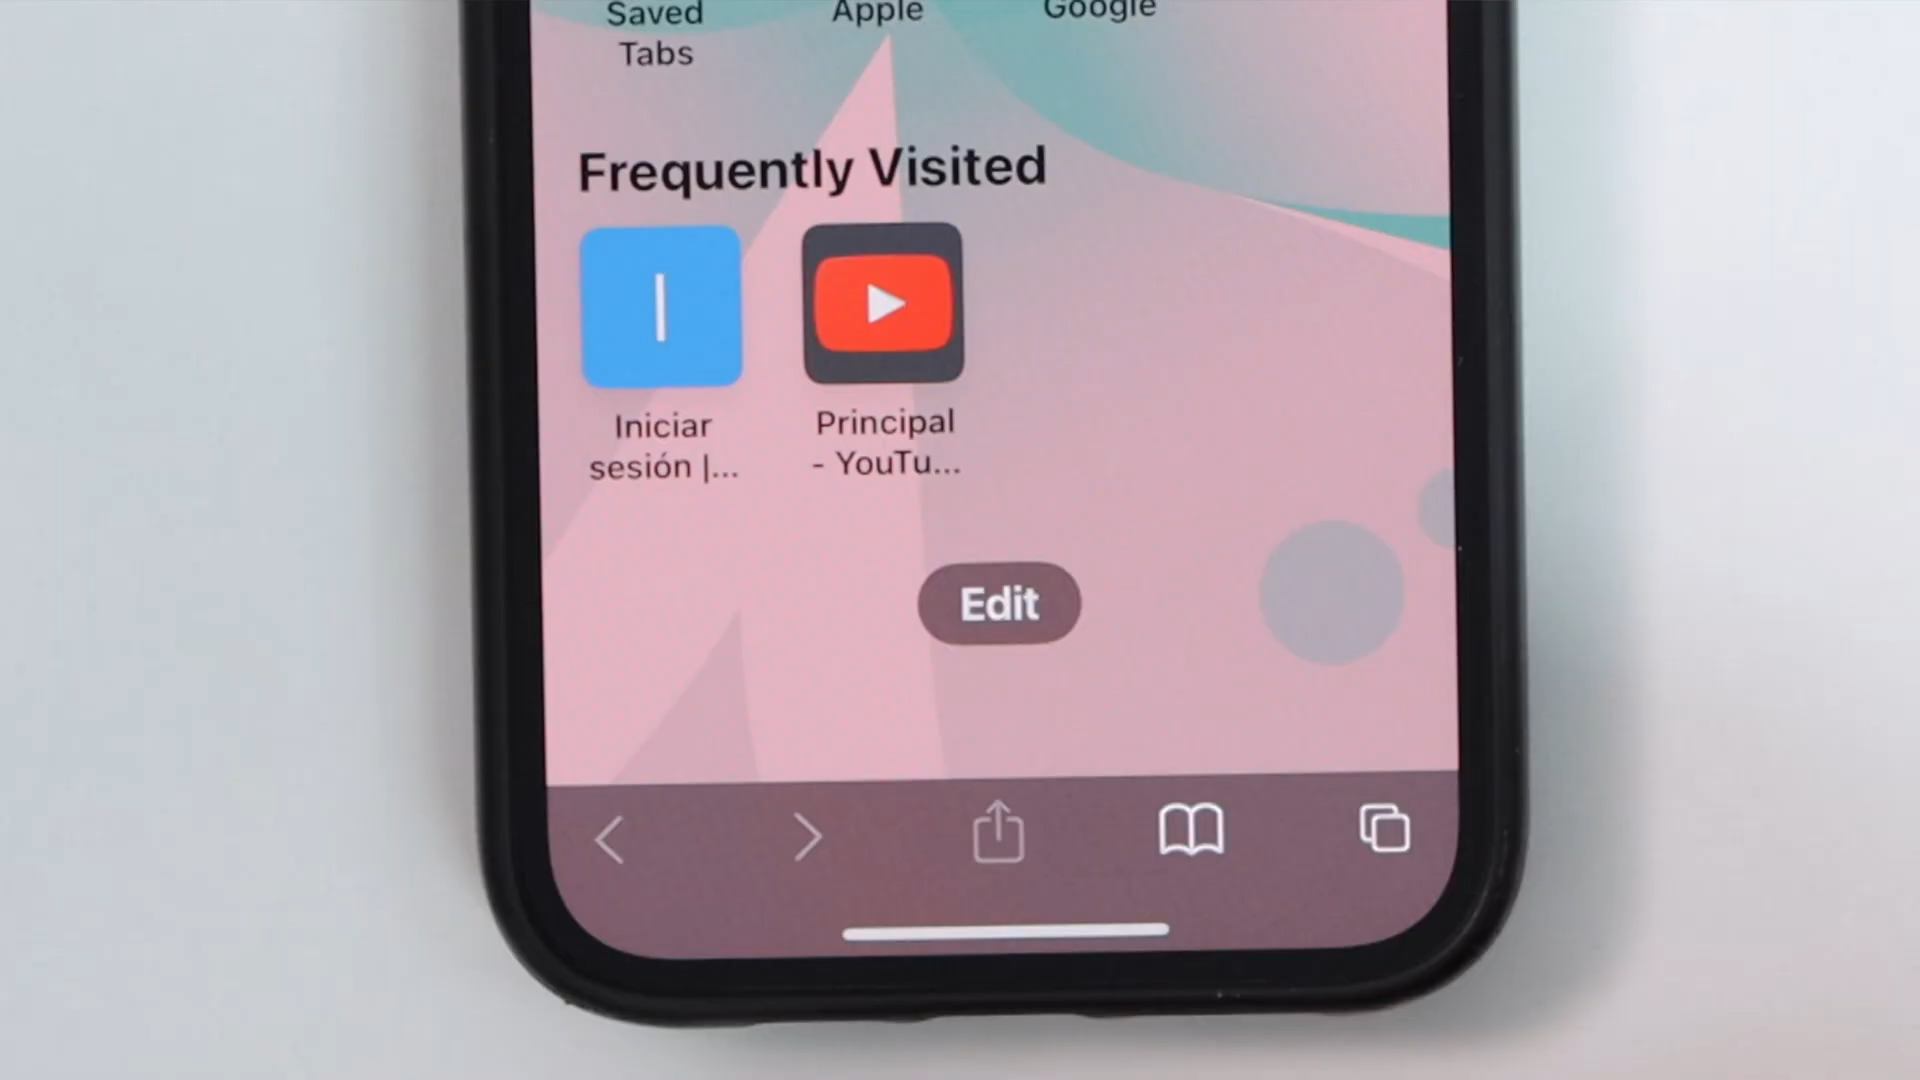 Saved
Tabs
Apple
Google
Frequently Visited
I
Iniciar
sesión |...
Principal
- YouTu...
Edit